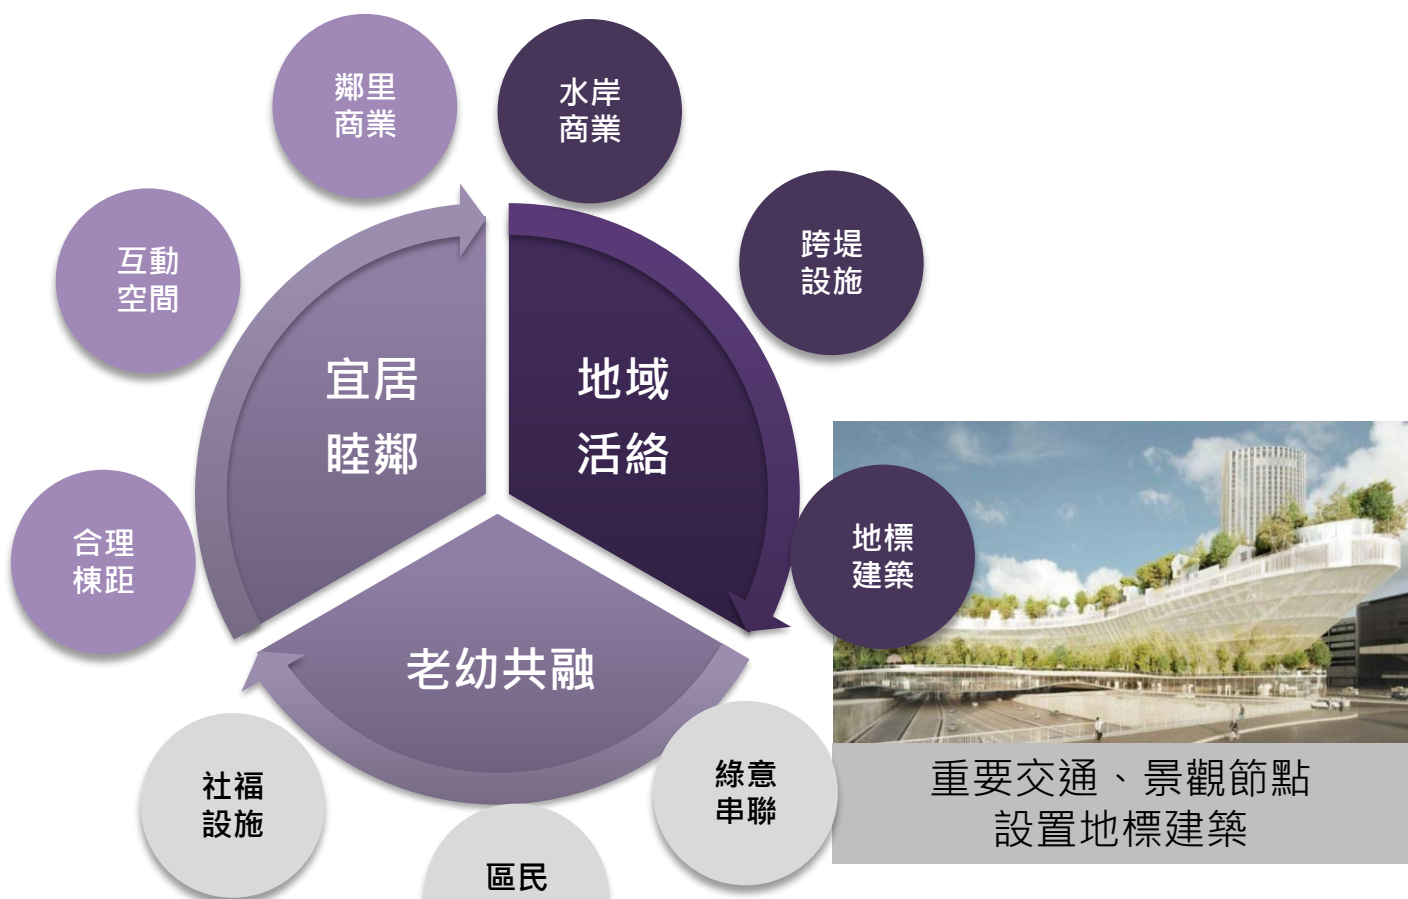 鄰里
商業
水岸
商業
互動
空間
跨堤
設施
宜居
睦鄰
地域
活絡
合理
棟距
地標
建築
老幼共融
社福
設施
綠意
串聯
區民
重要交通、景觀節點
設置地標建築